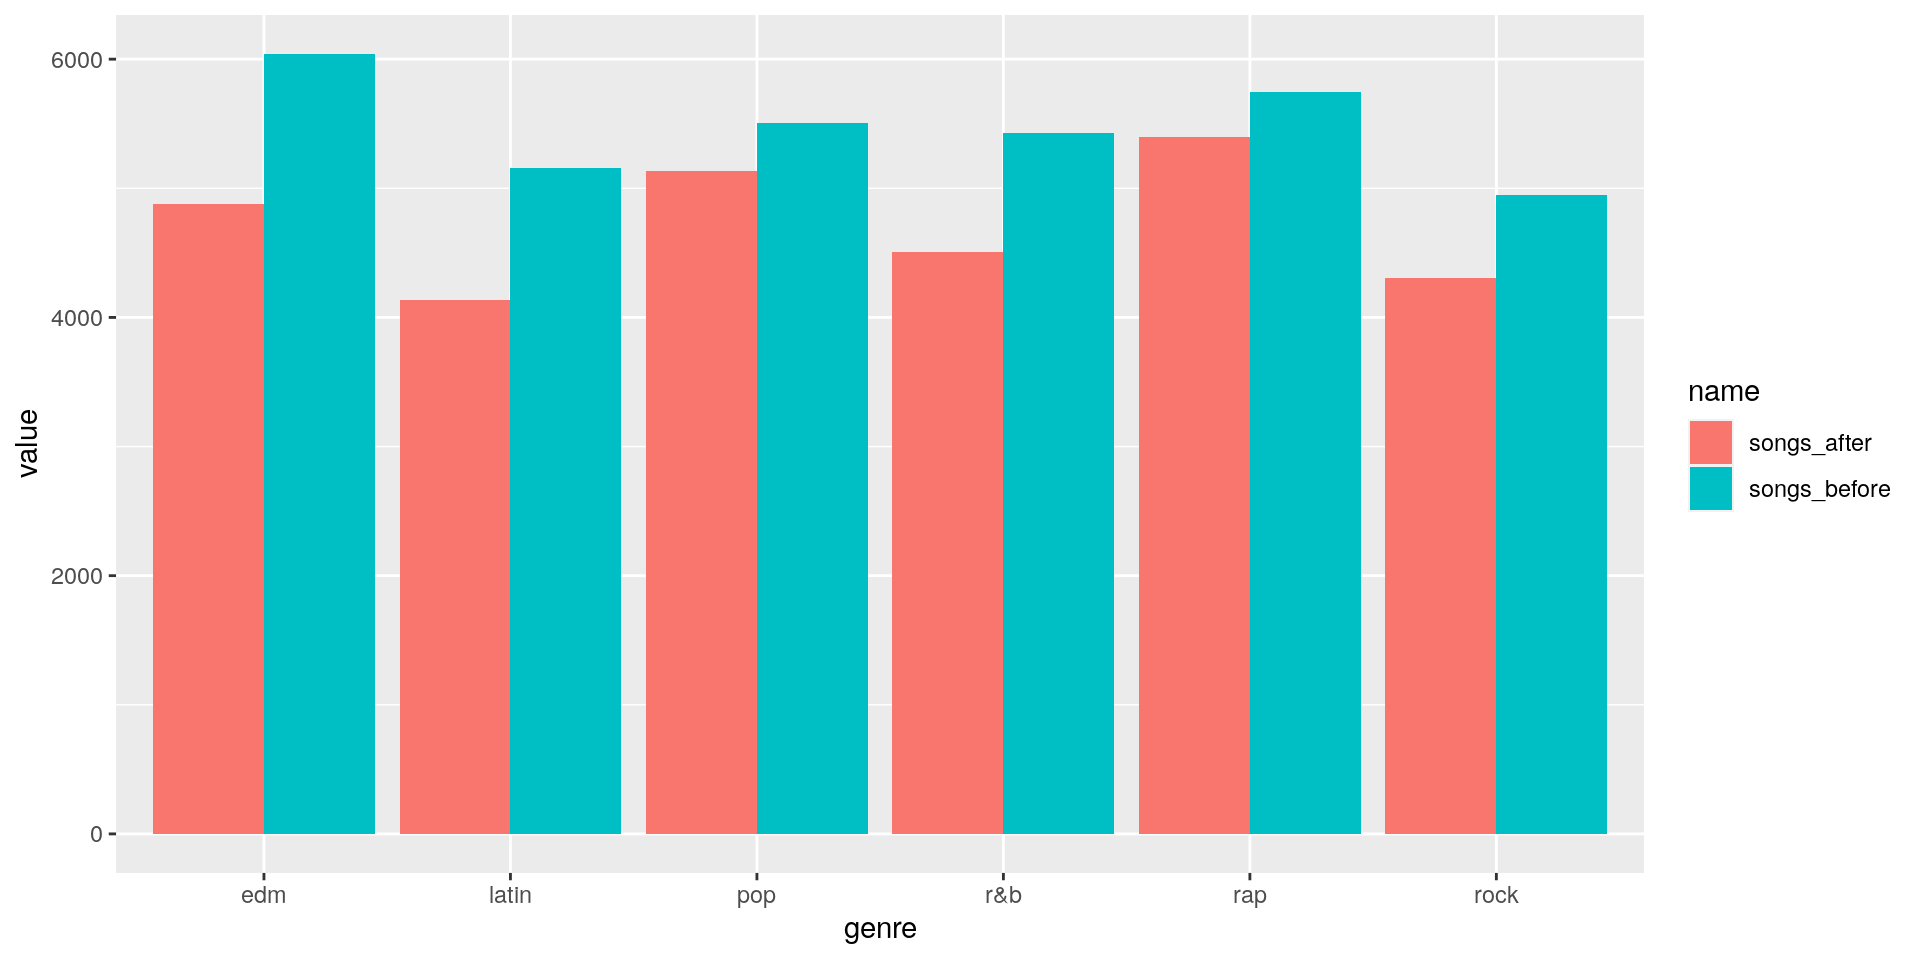 6000
4000
2000
0
value
edm
latin
pop
r&b
rap
rock
genre
name
songs_after
songs_before